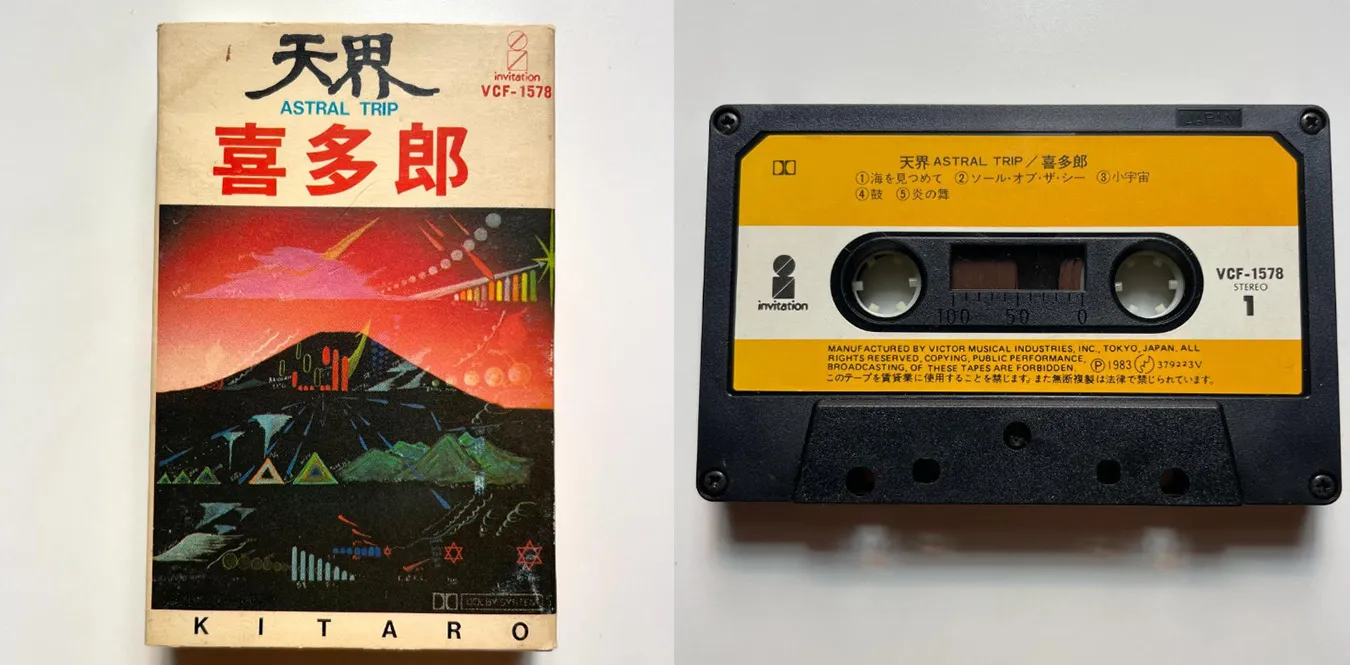 天界
invitation
VCF-1578
ASTRAL TRIP
喜多郎
DOLBY SYSTEM
KITARO
JAPAN
天界 ASTRAL TRIP/喜多郎
①海を見つめて ②ソール・オブ・ザ・シー ③小宇宙
④鼓 ⑤炎の舞
invitation
VCF-1578
STEREO
1
100 50 0
MANUFACTURED BY VICTOR MUSICAL INDUSTRIES, INC., TOKYO, JAPAN. ALL
RIGHTS RESERVED, COPYING, PUBLIC PERFORMANCE,
BROADCASTING, OF THESE TAPES ARE FORBIDDEN. Ⓟ1983 379223V
このテープを賃貸業に使用することを禁じます。また無断複製は法律で禁じられています。